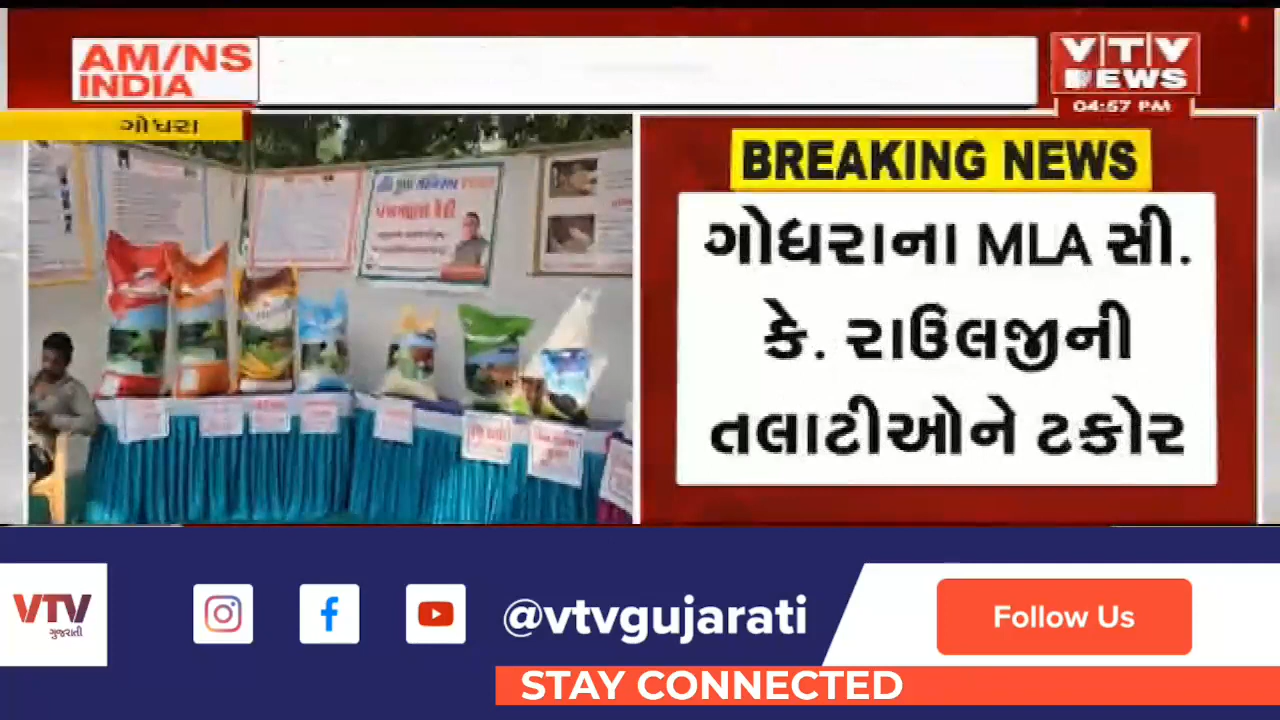 AM/NS
INDIA
VTV
NEWS
04:57 PM
ગોધરા
BREAKING NEWS
ગોધરાના MLA સી.
કે. રાઉલજીની
તલાટીઓને ટકોર
VTV
ગુજરાતી
@vtvgujarati
Follow Us
STAY CONNECTED